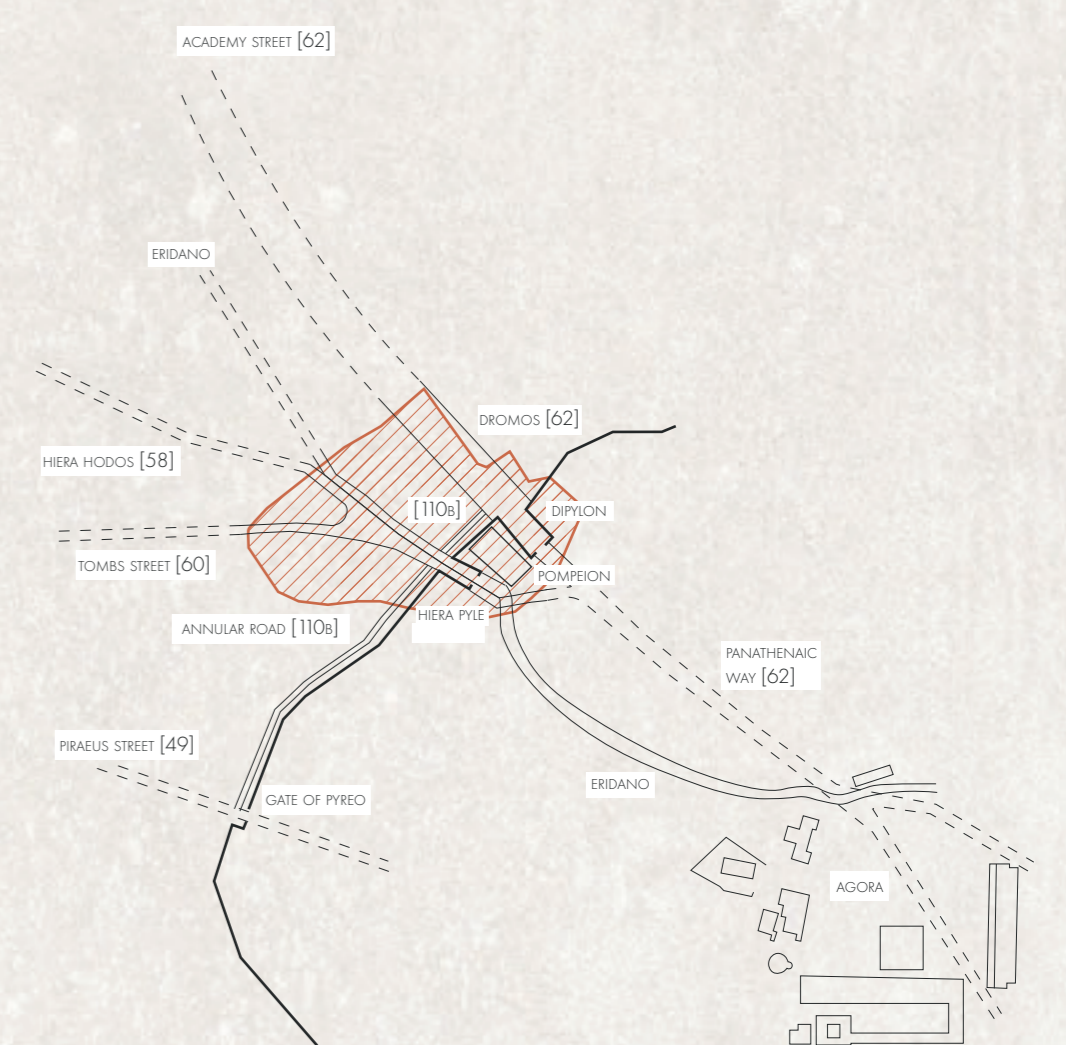 ACADEMY STREET [62]
ERIDANO
DROMOS [62]
HIERA HODOS [58]
[110B]
DIPYLON
TOMBS STREET [60]
POMPEION
HIERA PYLE
ANNULAR ROAD [110B]
PANATHENAIC
WAY [62]
PIRAEUS STREET [49]
ERIDANO
GATE OF PYREO
AGORA